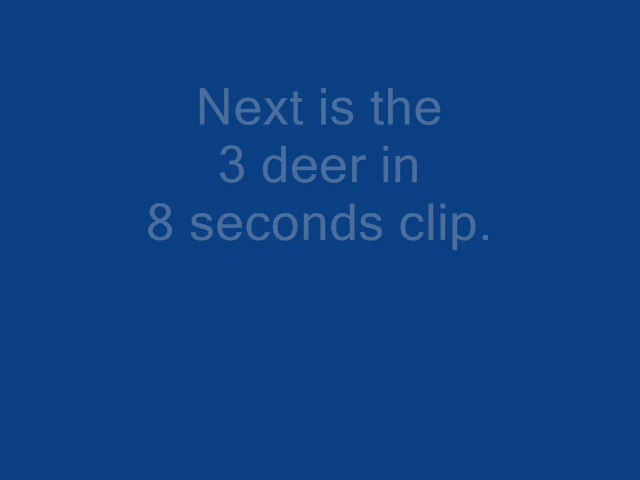 Next is the
3 deer in
8 seconds clip.